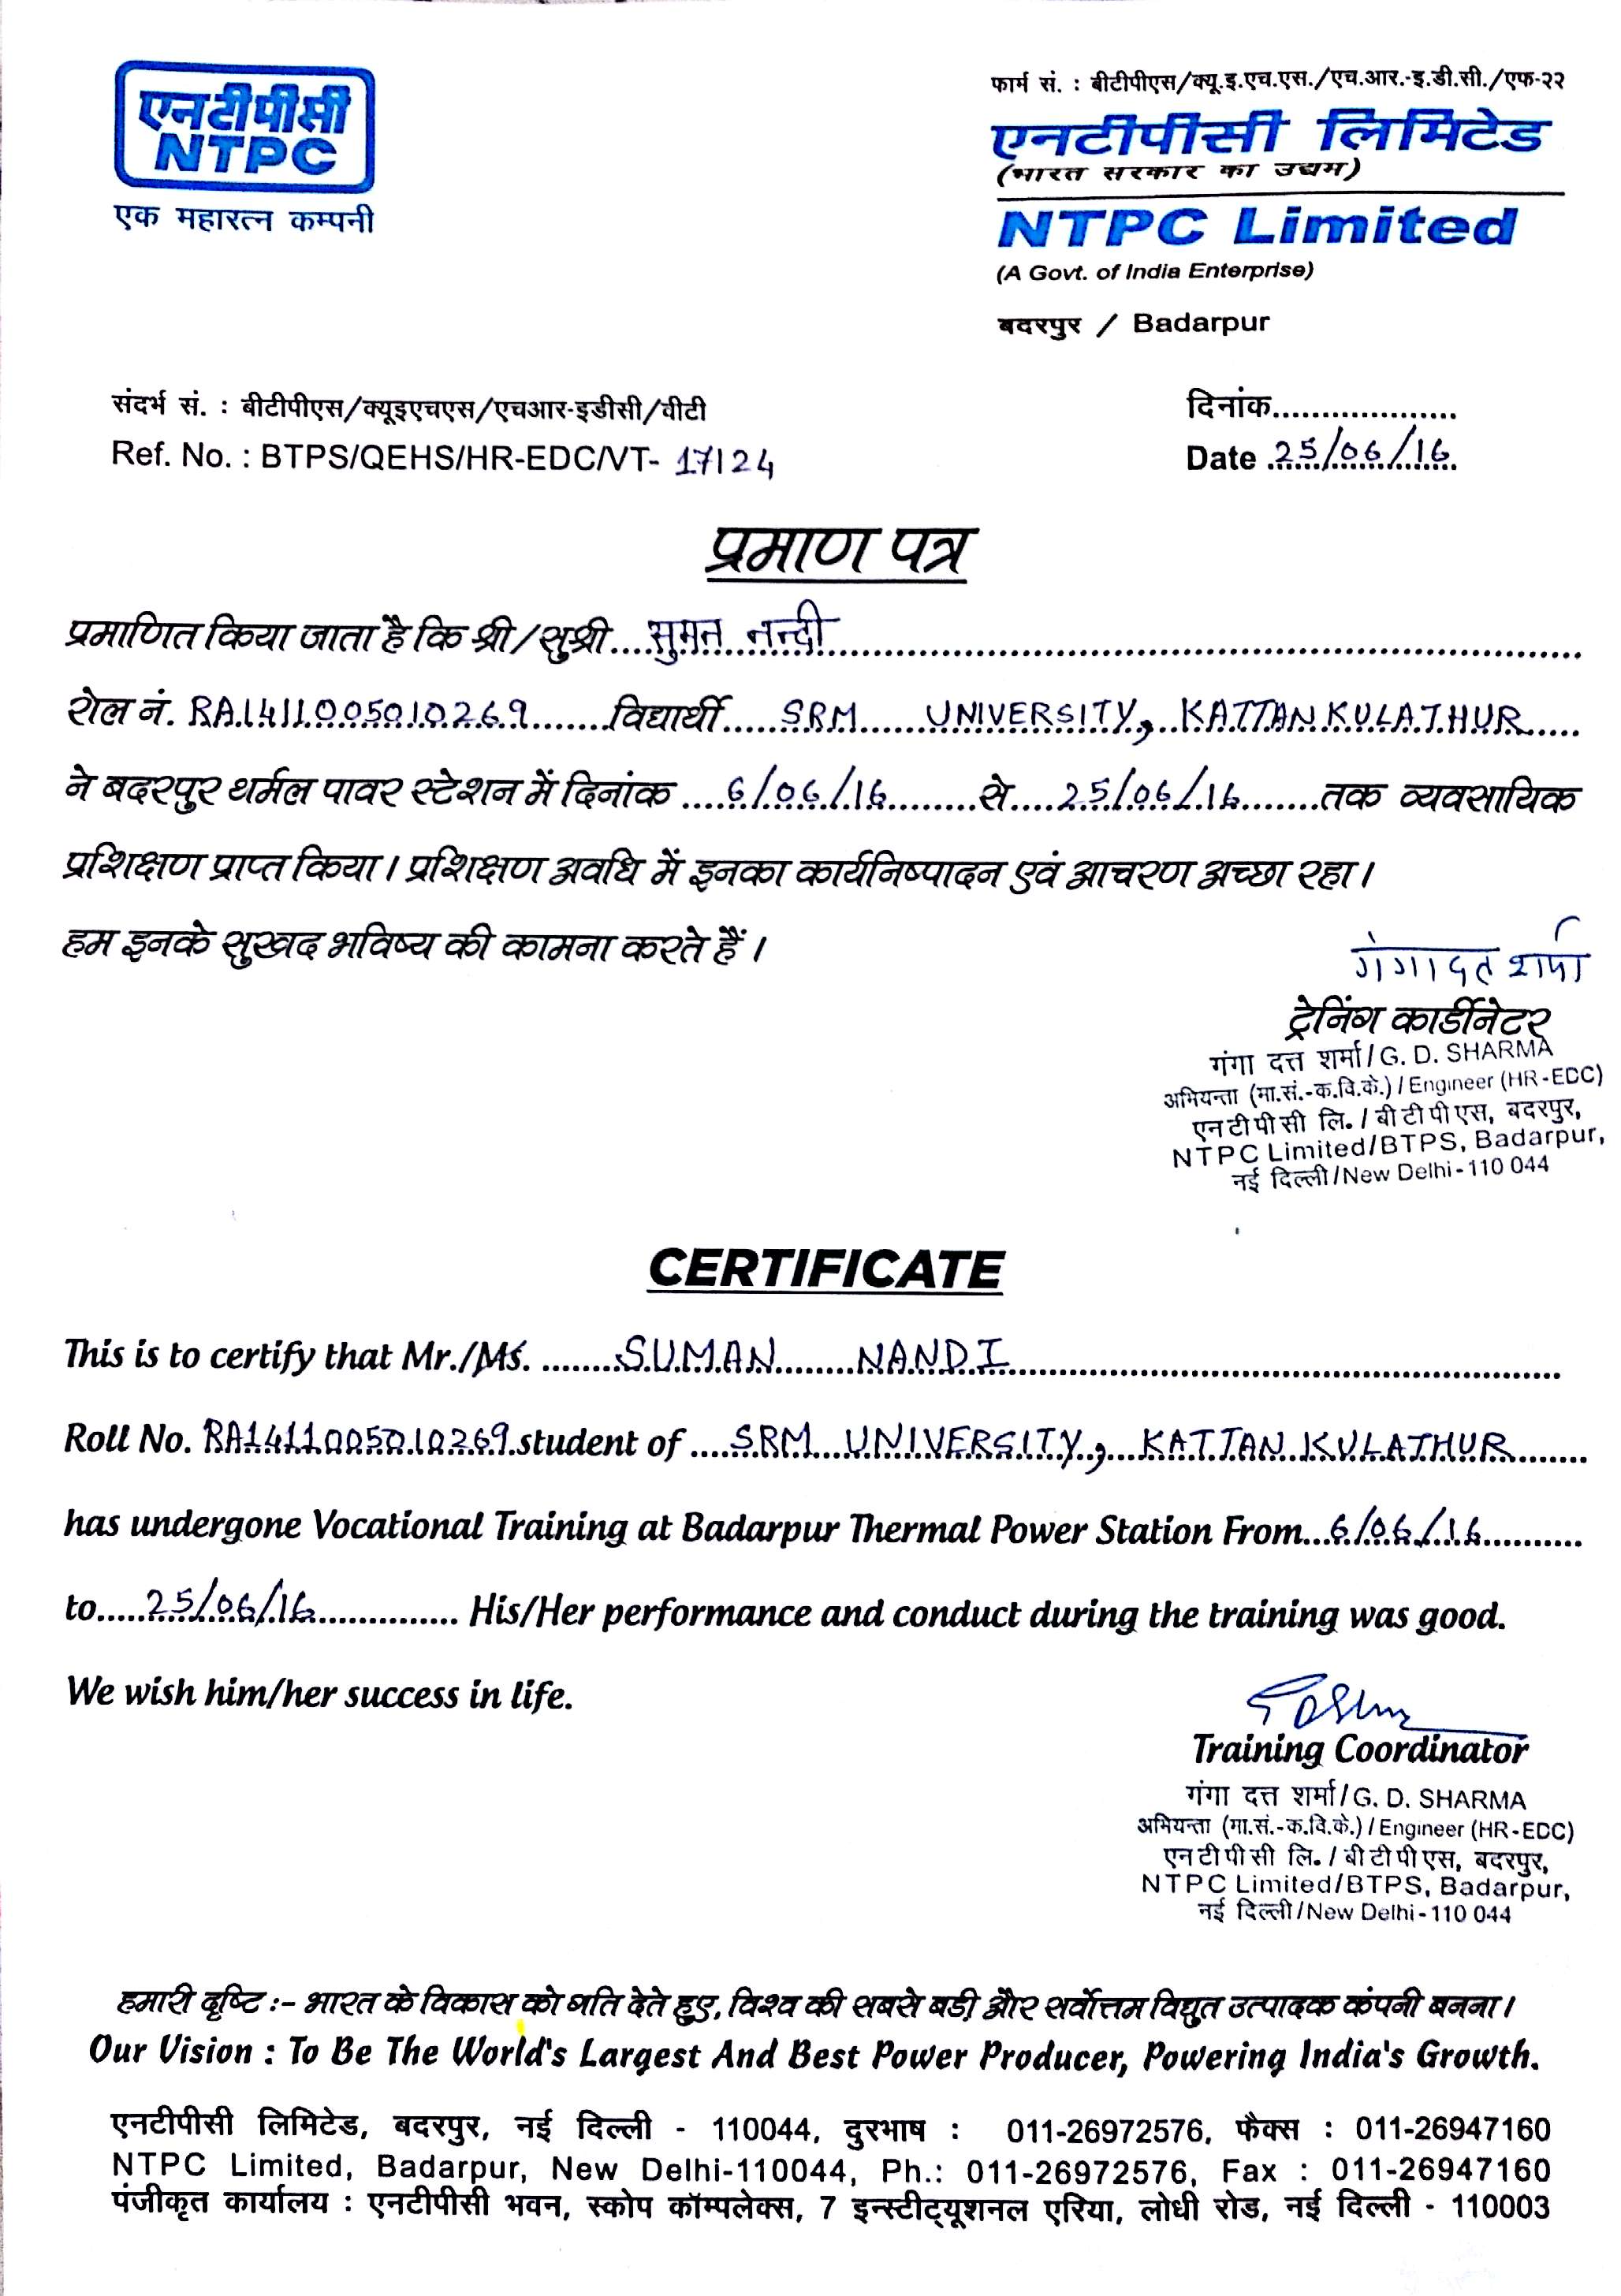 एनटीपीसी
NTPC
एक महारत्न कम्पनी
फार्म सं. : बीटीपीएस/क्यू.इ.एच.एस./एच.आर.-इ.डी.सी./एफ-२२
एनटीपीसी लिमिटेड
(भारत सरकार का उद्यम)
NTPC Limited
(A Govt. of India Enterprise)
बदरपुर / Badarpur
संदर्भ सं. : बीटीपीएस/क्यूइएचएस/एचआर-इडीसी/वीटी
Ref. No. : BTPS/QEHS/HR-EDC/VT- 17124
दिनांक...................
Date 25/06/16
प्रमाण पत्र
प्रमाणित किया जाता है कि श्री/सुश्री....सुमन नन्दी....
रोल नं. RA1411005010269.......विद्यार्थी.....SRM UNIVERSITY, KATTANKULATHUR.....
ने बदरपुर थर्मल पावर स्टेशन में दिनांक ....6/06/16.........से....25/06/16.......तक व्यवसायिक
प्रशिक्षण प्राप्त किया। प्रशिक्षण अवधि में इनका कार्यनिष्पादन एवं आचरण अच्छा रहा।
हम इनके सुखद भविष्य की कामना करते हैं ।
गंगादत्त शर्मा
ट्रेनिंग कार्डीनेटर
गंगा दत्त शर्मा/G. D. SHARMA
अभियन्ता (मा.सं.-क.वि.के.) / Engineer (HR-EDC)
एन टी पी सी लि. / बी टी पी एस, बदरपुर,
NTPC Limited/BTPS, Badarpur,
नई दिल्ली/New Delhi-110 044
CERTIFICATE
This is to certify that Mr./Ms. ........SUMAN NANDI........
Roll No. RA1411005010269 student of ....SRM UNIVERSITY, KATTANKULATHUR.......
has undergone Vocational Training at Badarpur Thermal Power Station From...6/06/16...........
to.....25/06/16............... His/Her performance and conduct during the training was good.
We wish him/her success in life.
Training Coordinator
गंगा दत्त शर्मा/G. D. SHARMA
अभियन्ता (मा.सं.-क.वि.के.) / Engineer (HR-EDC)
एन टी पी सी लि. / बी टी पी एस, बदरपुर,
NTPC Limited/BTPS, Badarpur,
नई दिल्ली/New Delhi-110 044
हमारी दृष्टि :- भारत के विकास को गति देते हुए, विश्व की सबसे बडी और सर्वोत्तम विद्युत उत्पादक कंपनी बनना।
Our Vision : To Be The World's Largest And Best Power Producer, Powering India's Growth.
एनटीपीसी लिमिटेड, बदरपुर, नई दिल्ली - 110044, दुरभाष : 011-26972576, फैक्स : 011-26947160
NTPC Limited, Badarpur, New Delhi-110044, Ph.: 011-26972576, Fax : 011-26947160
पंजीकृत कार्यालय : एनटीपीसी भवन, स्कोप कॉम्पलेक्स, 7 इन्स्टीट्यूशनल एरिया, लोधी रोड, नई दिल्ली - 110003